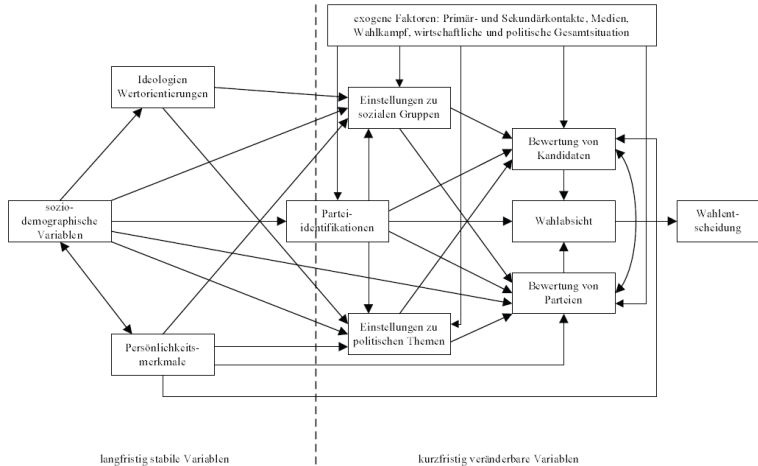 exogene Faktoren: Primär- und Sekundärkontakte, Medien,
Wahlkampf, wirtschaftliche und politische Gesamtsituation
Ideologien
Wertorientierungen
Einstellungen zu
sozialen Gruppen
Bewertung von
Kandidaten
sozio-
demographische
Variablen
Partei-
identifikationen
Wahlabsicht
Wahlent-
scheidung
Bewertung von
Parteien
Einstellungen zu
politischen Themen
Persönlichkeits-
merkmale
langfristig stabile Variablen
kurzfristig veränderbare Variablen